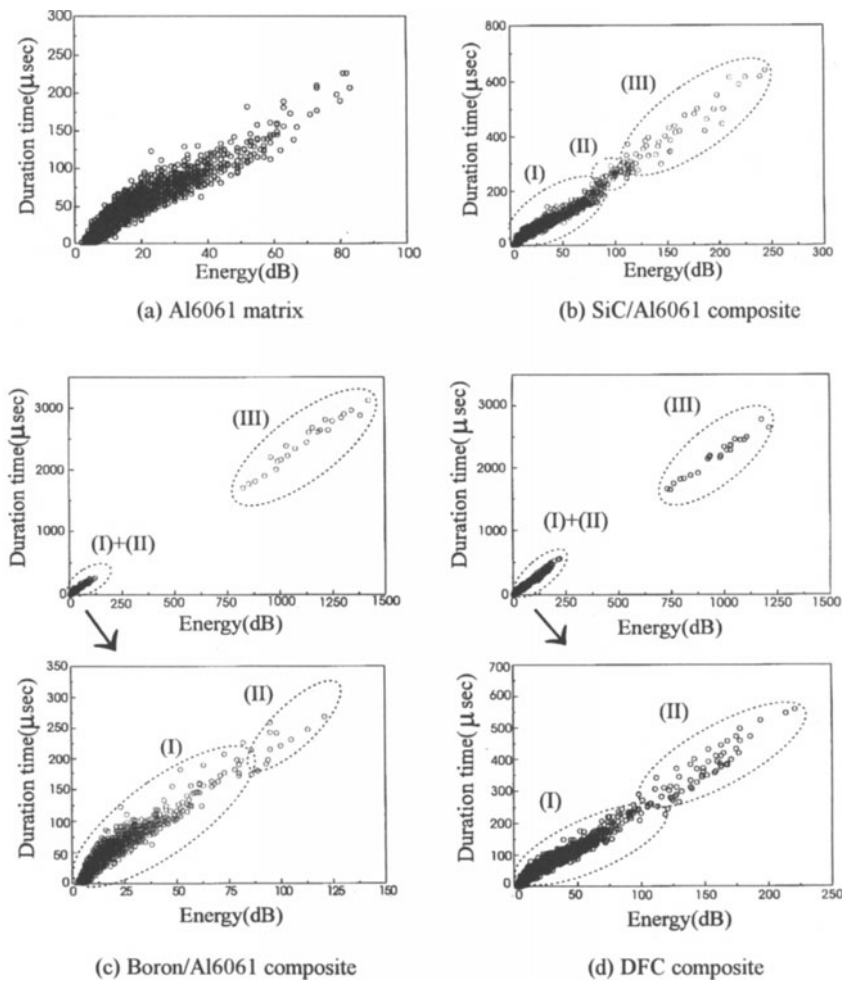 300
250
200
150
100
50
0
20
40
60
80
100
Duration time(μsec)
Energy(dB)
(a) Al6061 matrix
800
600
400
200
0
0
50
100
150
200
250
300
Duration time(μsec)
Energy(dB)
(I)
(II)
(III)
(b) SiC/Al6061 composite
3000
2000
1000
0
0
250
500
750
1000
1250
1500
Duration time(μsec)
Energy(dB)
(III)
(I)+(II)
3000
2000
1000
0
0
250
500
750
1000
1250
1500
Duration time(μsec)
Energy(dB)
(III)
(I)+(II)
350
300
250
200
150
100
50
0
0
25
50
75
100
125
150
Duration time(μsec)
Energy(dB)
(I)
(II)
(c) Boron/Al6061 composite
700
600
500
400
300
200
100
0
0
50
100
150
200
250
Duration time(μsec)
Energy(dB)
(I)
(II)
(d) DFC composite